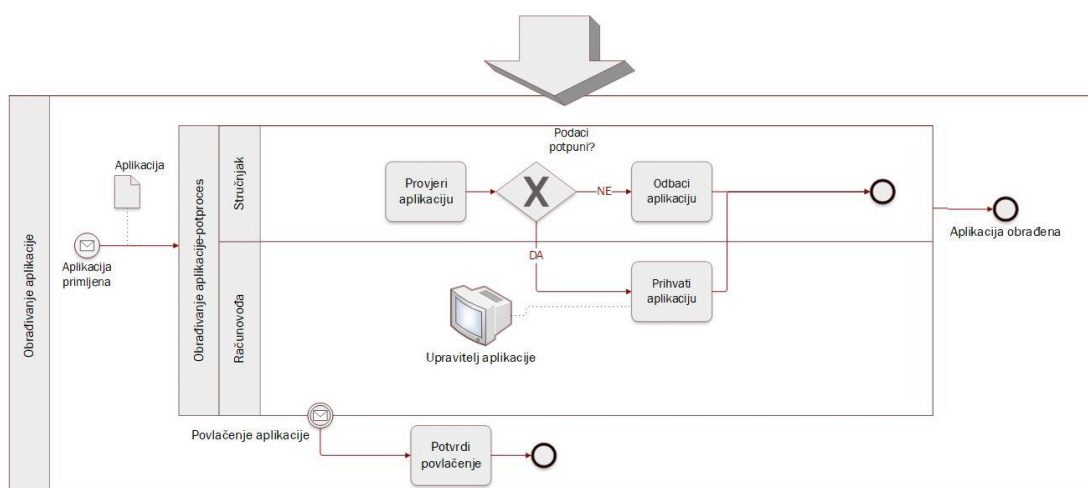 Obrađivanje aplikacije
Aplikacija
Aplikacija
primljena
Obrađivanje aplikacije-potproces
Stručnjak
Provjeri
aplikaciju
Podaci
potpuni?
X
NE
Odbaci
aplikaciju
Aplikacija obrađena
Računovođa
DA
Prihvati
aplikaciju
Upravitelj aplikacije
Povlačenje aplikacije
Potvrdi
povlačenje